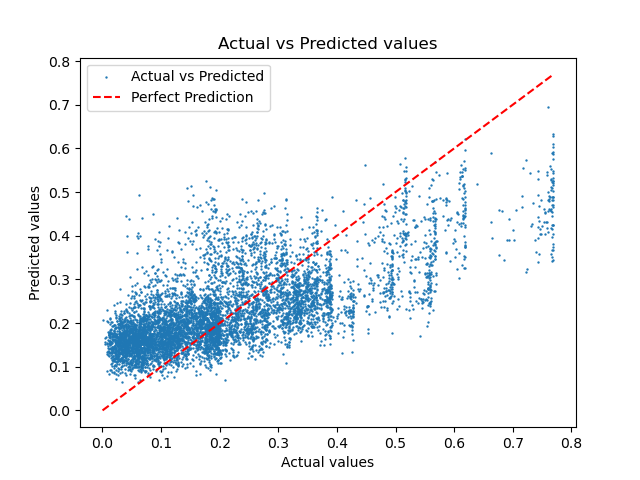 Actual vs Predicted values
Actual vs Predicted
Perfect Prediction
0.8
0.7
0.6
0.5
0.4
0.3
0.2
0.1
0.0
Predicted values
0.0 0.1 0.2 0.3 0.4 0.5 0.6 0.7 0.8
Actual values